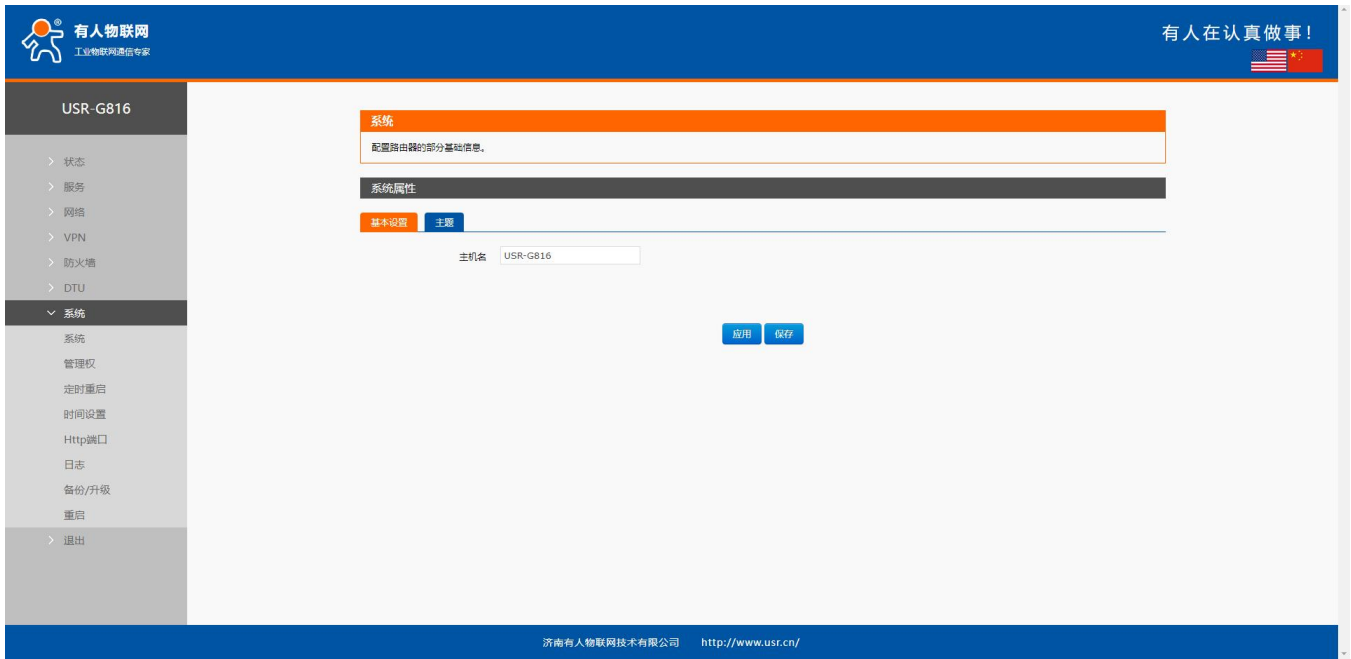 有人物联网
工业物联网通信专家
有人在认真做事!
USR-G816
状态
服务
网络
VPN
防火墙
DTU
系统
系统
管理权
定时重启
时间设置
Http端口
日志
备份/升级
重启
退出
系统
配置路由器的部分基础信息。
系统属性
基本设置 主题
主机名 USR-G816
应用 保存
济南有人物联网技术有限公司 http://www.usr.cn/